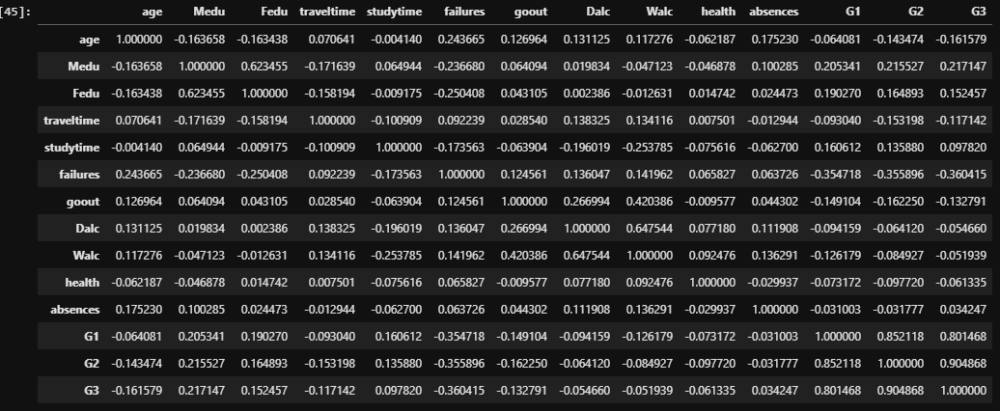 [45]: age Medu Fedu traveltime studytime failures goout Dalc Walc health absences G1 G2 G3
age 1.000000 -0.163658 -0.163438 0.070641 -0.004140 0.243665 0.126964 0.131125 0.117276 -0.062187 0.175230 -0.064081 -0.143474 -0.161579
Medu -0.163658 1.000000 0.623455 -0.171639 0.064944 -0.236680 0.064094 0.019834 -0.047123 -0.046878 0.100285 0.205341 0.215527 0.217147
Fedu -0.163438 0.623455 1.000000 -0.158194 -0.009175 -0.250408 0.043105 0.002386 -0.012631 0.014742 0.024473 0.190270 0.164893 0.152457
traveltime 0.070641 -0.171639 -0.158194 1.000000 -0.100909 0.092239 0.028540 0.138325 0.134116 0.007501 -0.012944 -0.093040 -0.153198 -0.117142
studytime -0.004140 0.064944 -0.009175 -0.100909 1.000000 -0.173563 -0.063904 -0.196019 -0.253785 -0.075616 -0.062700 0.160612 0.135880 0.097820
failures 0.243665 -0.236680 -0.250408 0.092239 -0.173563 1.000000 0.124561 0.136047 0.141962 0.065827 0.063726 -0.354718 -0.355896 -0.360415
goout 0.126964 0.064094 0.043105 0.028540 -0.063904 0.124561 1.000000 0.266994 0.420386 -0.009577 0.044302 -0.149104 -0.162250 -0.132791
Dalc 0.131125 0.019834 0.002386 0.138325 -0.196019 0.136047 0.266994 1.000000 0.647544 0.077180 0.111908 -0.094159 -0.064120 -0.054660
Walc 0.117276 -0.047123 -0.012631 0.134116 -0.253785 0.141962 0.420386 0.647544 1.000000 0.092476 0.136291 -0.126179 -0.084927 -0.051939
health -0.062187 -0.046878 0.014742 0.007501 -0.075616 0.065827 -0.009577 0.077180 0.092476 1.000000 -0.029937 -0.073172 -0.097720 -0.061335
absences 0.175230 0.100285 0.024473 -0.012944 -0.062700 0.063726 0.044302 0.111908 0.136291 -0.029937 1.000000 -0.031003 -0.031777 0.034247
G1 -0.064081 0.205341 0.190270 -0.093040 0.160612 -0.354718 -0.149104 -0.094159 -0.126179 -0.073172 -0.031003 1.000000 0.852118 0.801468
G2 -0.143474 0.215527 0.164893 -0.153198 0.135880 -0.355896 -0.162250 -0.064120 -0.084927 -0.097720 -0.031777 0.852118 1.000000 0.904868
G3 -0.161579 0.217147 0.152457 -0.117142 0.097820 -0.360415 -0.132791 -0.054660 -0.051939 -0.061335 0.034247 0.801468 0.904868 1.000000